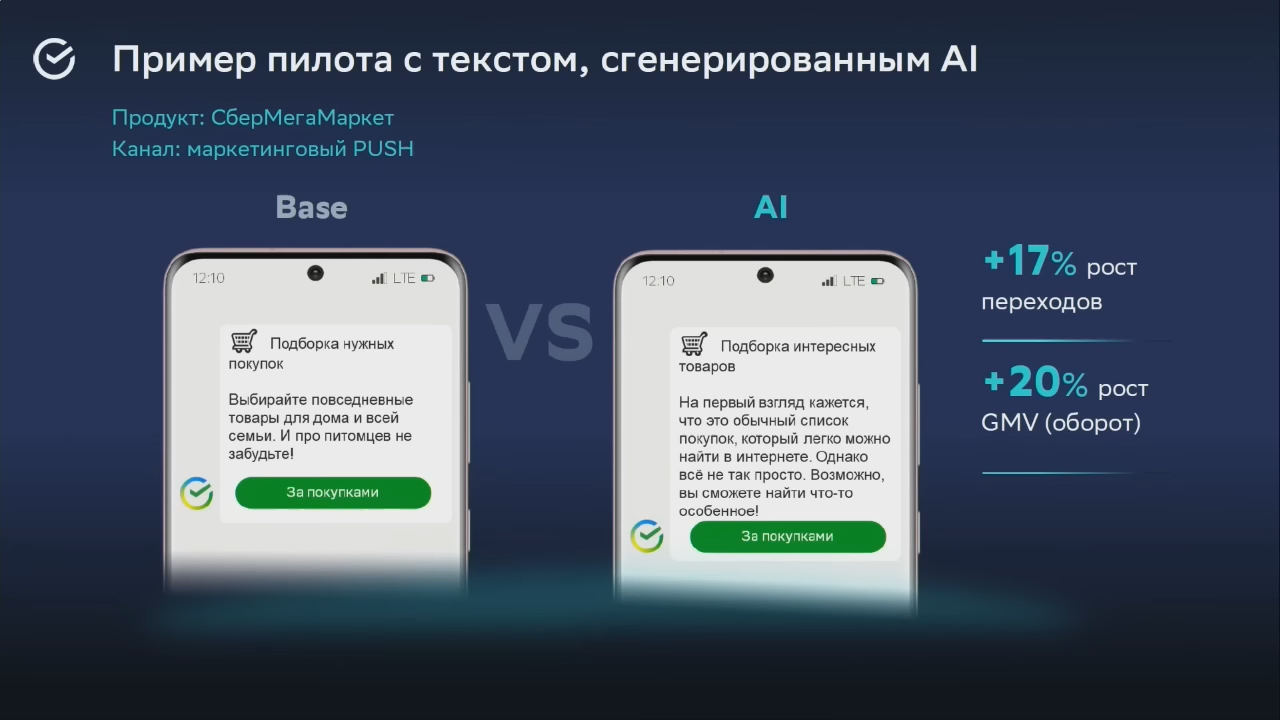 Пример пилота с текстом, сгенерированным AI
Продукт: СберМегаМаркет
Канал: маркетинговый PUSH
Base
12:10
LTE
Подборка нужных
покупок
Выбирайте повседневные
товары для дома и всей
семьи. И про питомцев не
забудьте!
За покупками
VS
AI
12:10
LTE
Подборка интересных
товаров
На первый взгляд кажется,
что это обычный список
покупок, который легко можно
найти в интернете. Однако
всё не так просто. Возможно,
вы сможете найти что-то
особенное!
За покупками
+17% рост
переходов
+20% рост
GMV (оборот)